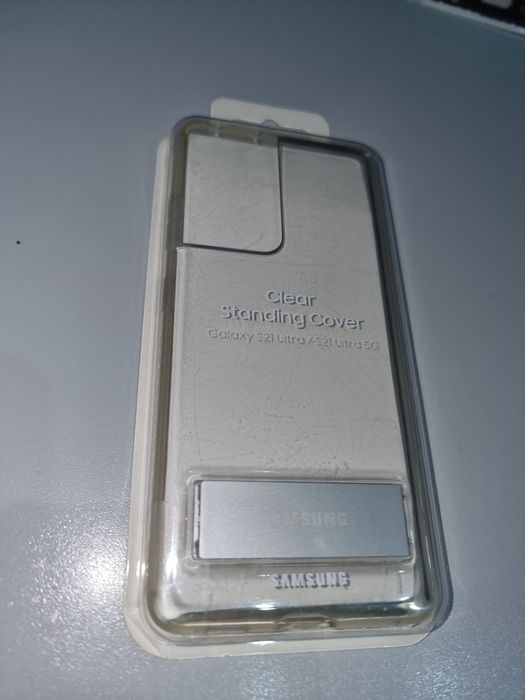 Clear
Standing Cover
Galaxy S21 Ultra / S21 Ultra 5G
SAMSUNG
SAMSUNG